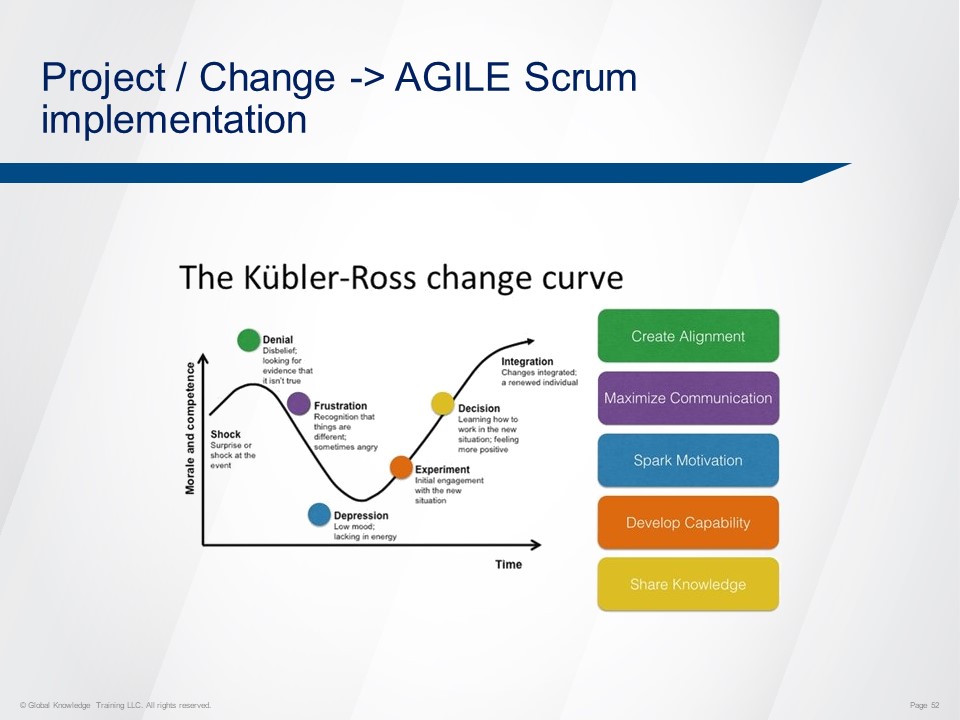 Project / Change -> AGILE Scrum
implementation
The Kübler-Ross change curve
Morale and competence
Shock
Surprise or
shock at the
event
Denial
Disbelief;
looking for
evidence that
it isn't true
Frustration
Recognition that
things are
different;
sometimes angry
Depression
Low mood;
lacking in energy
Experiment
Initial engagement
with the new
situation
Decision
Learning how to
work in the new
situation; feeling
more positive
Integration
Changes integrated;
a renewed individual
Time
Create Alignment
Maximize Communication
Spark Motivation
Develop Capability
Share Knowledge
© Global Knowledge Training LLC. All rights reserved.
Page 52